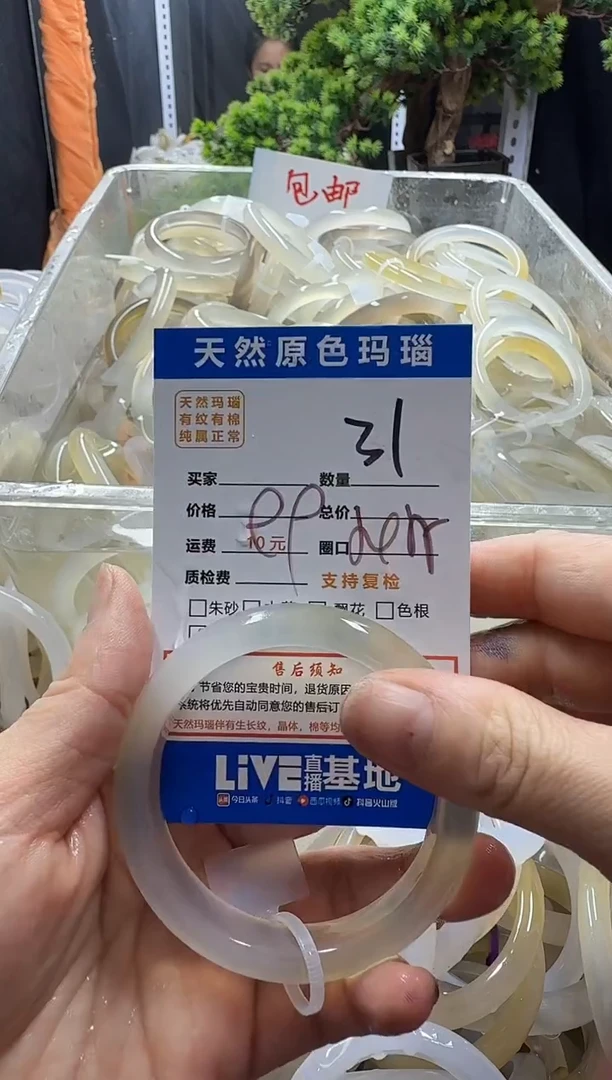 包邮
天然原色玛瑙
天然玛瑙
有纹有棉
纯属正常
31
买家 数量
价格 总价
运费 10元 圈口
质检费 支持复检
朱砂 飘花 色根
售后须知
节省您的宝贵时间，退货原因
系统将优先自动同意您的售后订
天然玛瑙伴有生长纹，晶体，棉等均
LIVE直播基地
今日头条 抖音 西瓜视频 抖音火山版